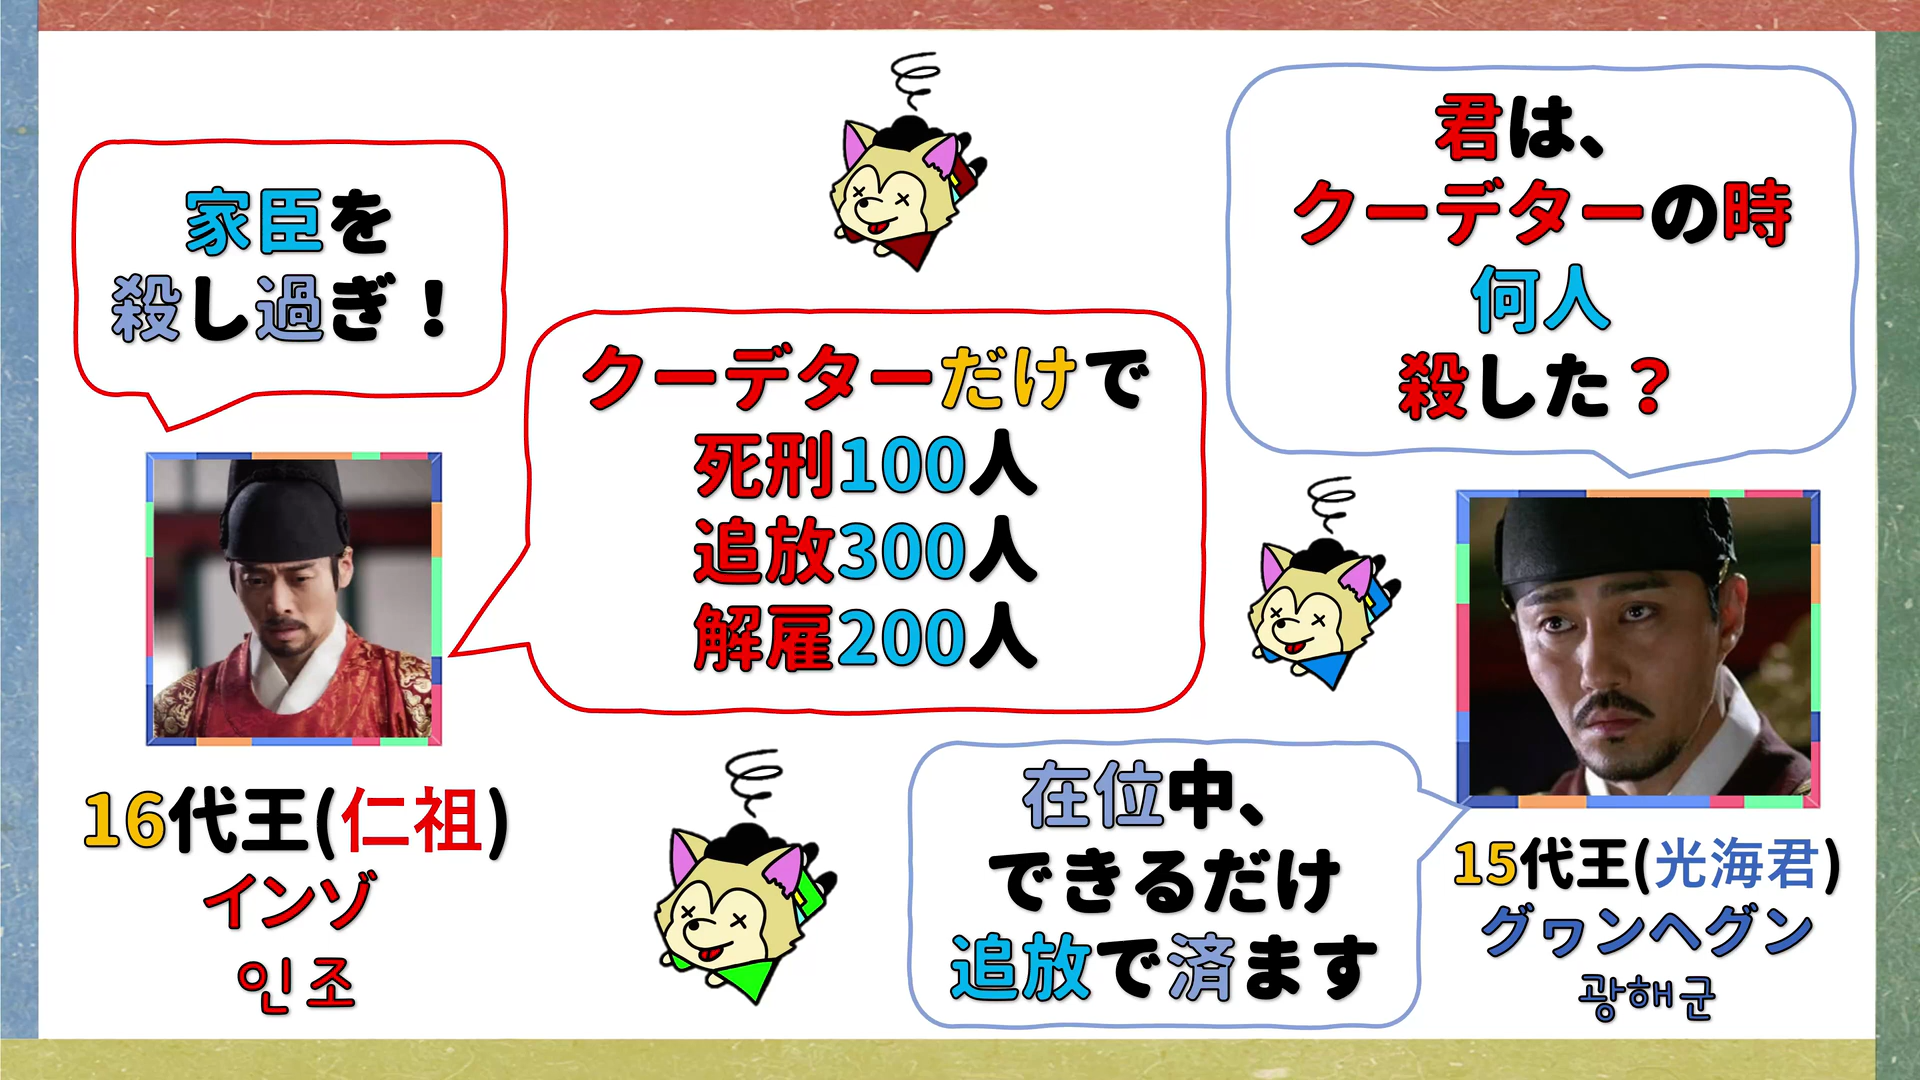 家臣を
殺し過ぎ！
君は、
クーデターの時
何人
殺した？
クーデターだけで
死刑100人
追放300人
解雇200人
在位中、
できるだけ
追放で済ます
16代王(仁祖)
インゾ
인조
15代王(光海君)
グヮンヘグン
광해군